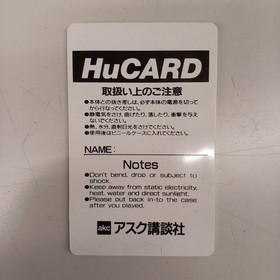 HuCARD
取扱い上のご注意
●本体との抜き差しは、必ず本体の電源を切って
から行なってください。
●静電気をさけ、曲げたり、濡したり、衝撃を与え
ないでください。
●熱、水分、直射日光をさけてください。
●使用後はビニールケースに入れてください。
NAME:
Notes
●Don't bend, drop or subject to
shock.
●Keep away from static electricity,
heat, water and direct sunlight.
●Please put back in-to the case
after you played.
akc アスク講談社